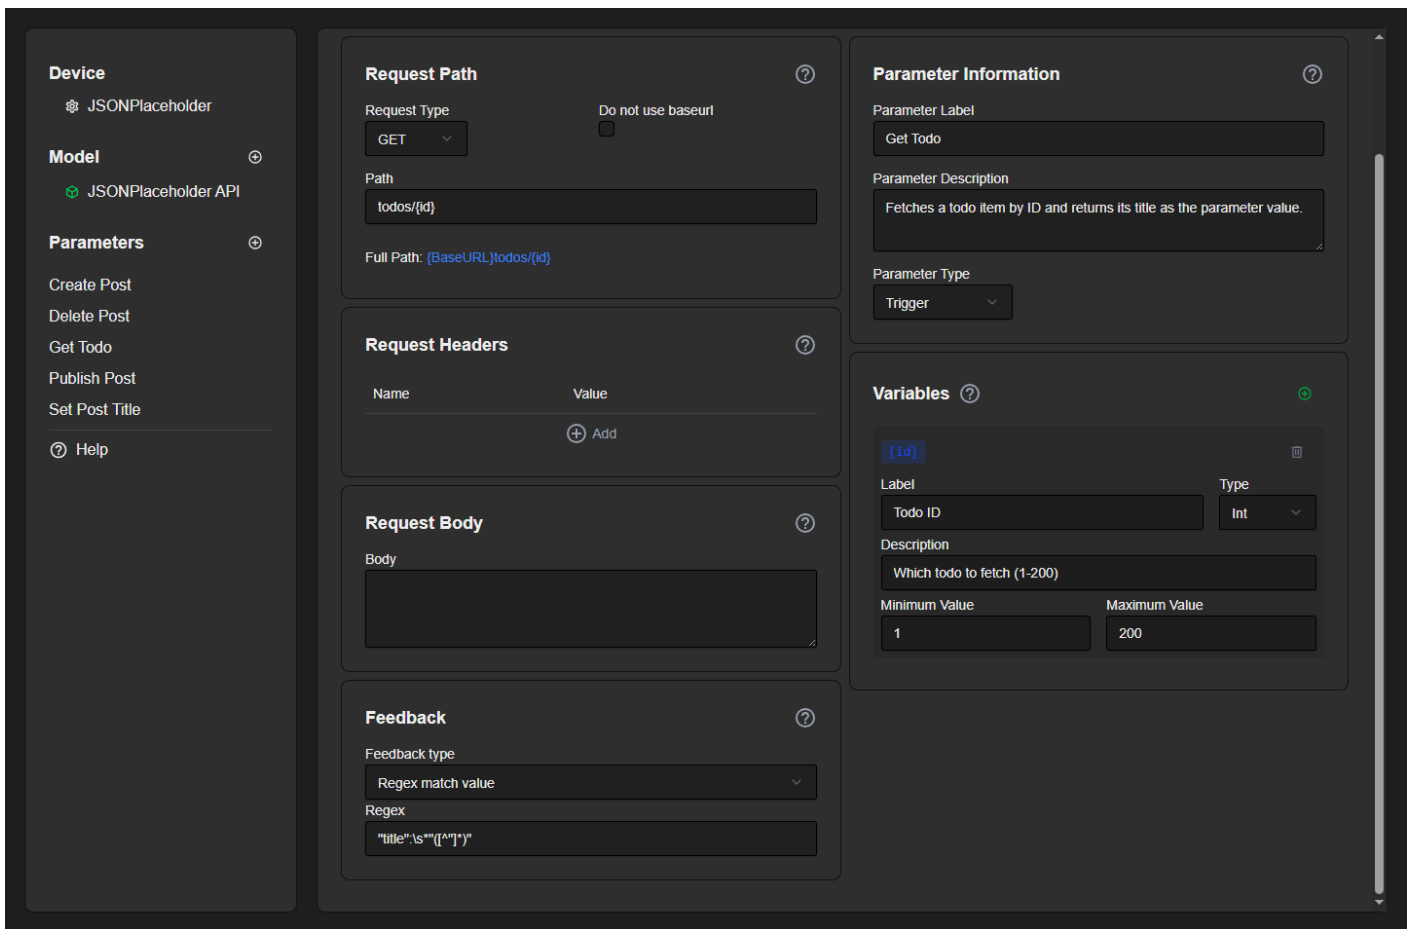 Device
JSONPlaceholder
Model
JSONPlaceholder API
Parameters
Create Post
Delete Post
Get Todo
Publish Post
Set Post Title
Help
Request Path
Request Type
Do not use baseurl
GET
Path
todos/{id}
Full Path: {BaseURL}todos/{id}
Request Headers
Name
Value
Add
Request Body
Body
Feedback
Feedback type
Regex match value
Regex
"title":\s*"([^"]*)"
Parameter Information
Parameter Label
Get Todo
Parameter Description
Fetches a todo item by ID and returns its title as the parameter value.
Parameter Type
Trigger
Variables
{id}
Label
Type
Todo ID
Int
Description
Which todo to fetch (1-200)
Minimum Value
Maximum Value
1
200